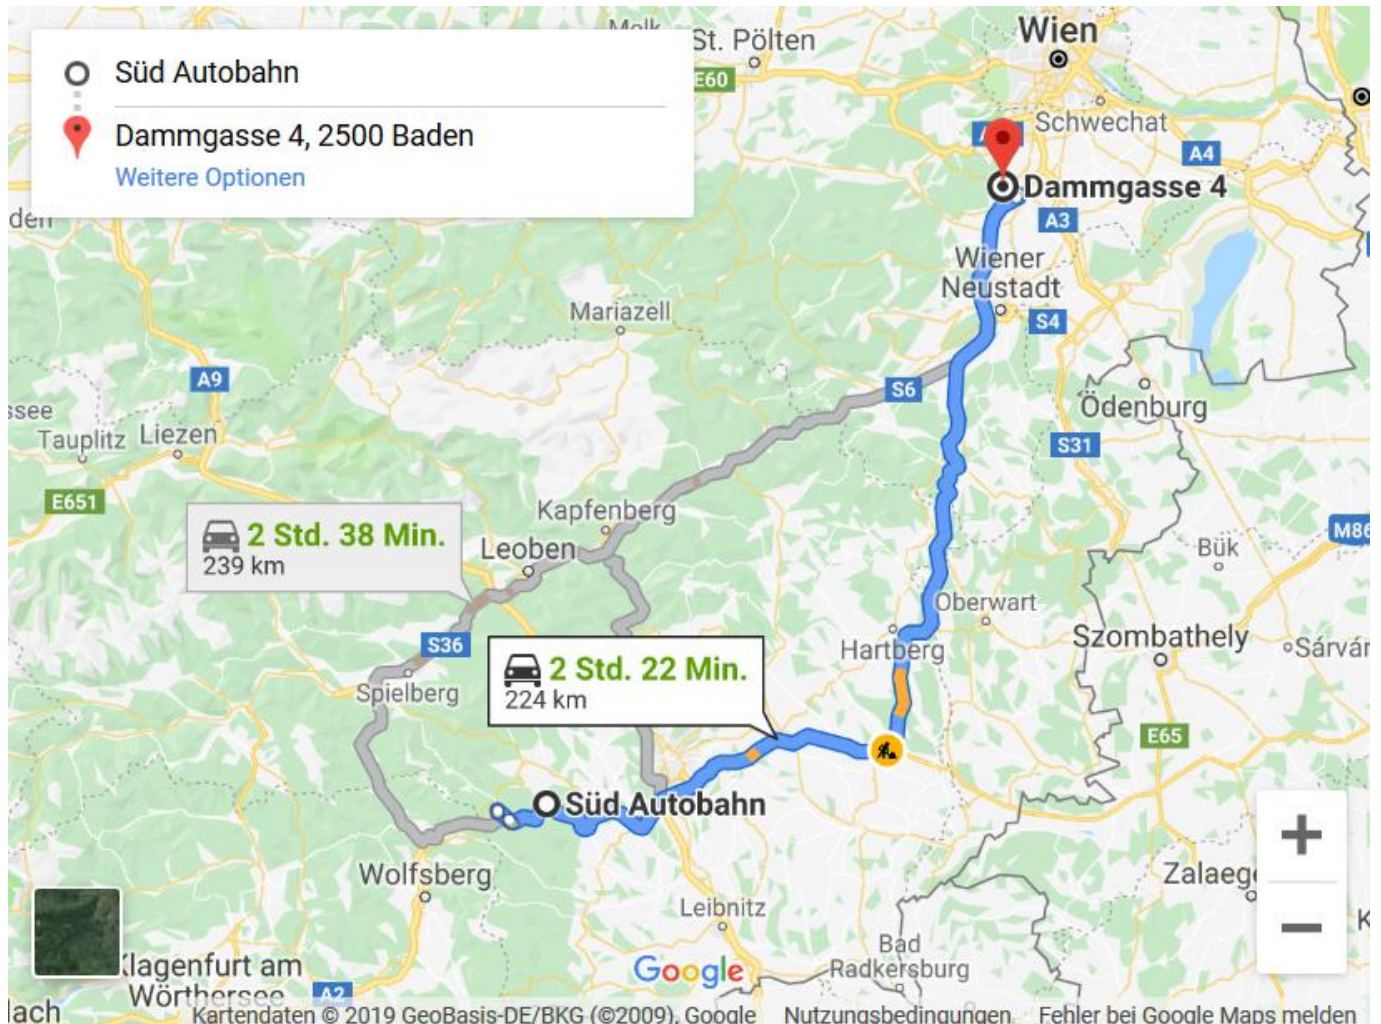 Süd Autobahn
Dammgasse 4, 2500 Baden
Weitere Optionen
Melk
St. Pölten
Wien
E60
Schwechat
A4
Dammgasse 4
A3
Wiener
Neustadt
S4
Mariazell
A9
S6
Ödenburg
Tauplitz
Liezen
S31
E651
Kapfenberg
M86
2 Std. 38 Min.
239 km
Leoben
Bük
Oberwart
S36
Hartberg
Szombathely
Sárvár
2 Std. 22 Min.
224 km
Spielberg
E65
Süd Autobahn
Wolfsberg
Zalaege
Leibnitz
Bad
Radkersburg
Klagenfurt am
Wörthersee
A2
lach
Google
Kartendaten © 2019 GeoBasis-DE/BKG (©2009), Google
Nutzungsbedingungen
Fehler bei Google Maps melden